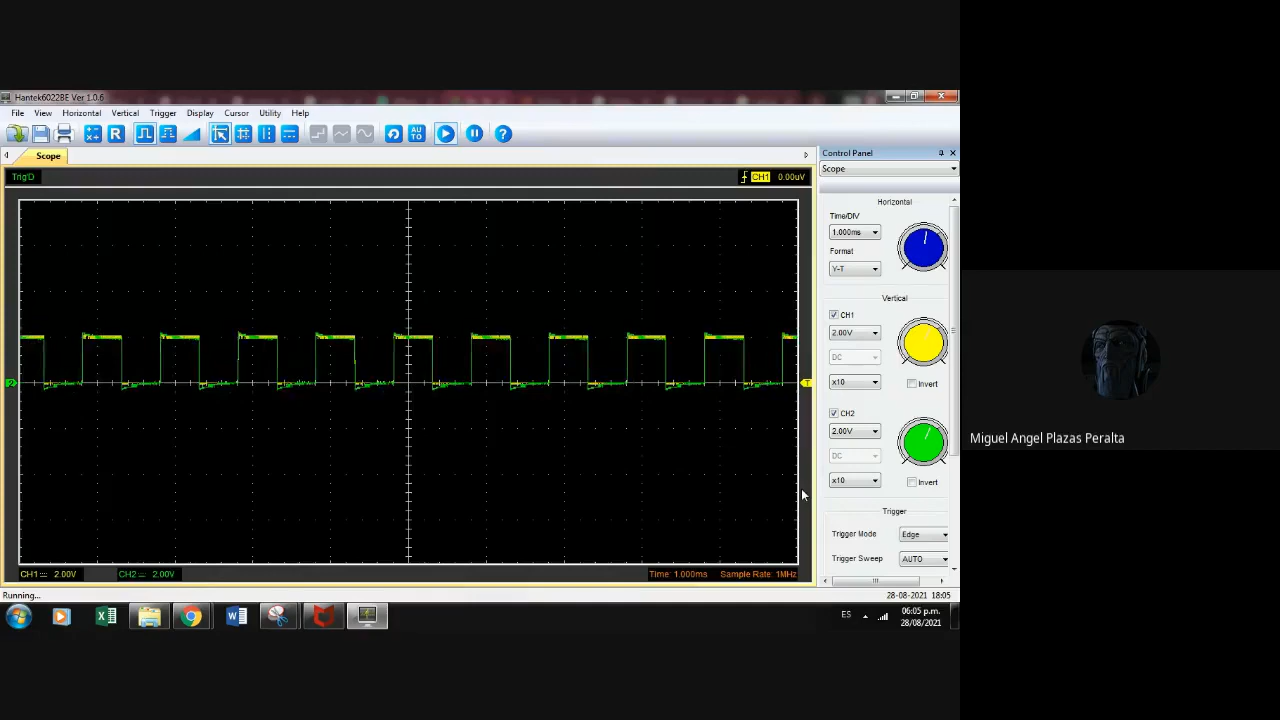 Hantek6022BE Ver 1.0.6
File View Horizontal Vertical Trigger Display Cursor Utility Help
R AUTO ?
Scope
Trig'D
CH1 0.00uV
2
T
CH1 2.00V
CH2 2.00V
Time: 1.000ms Sample Rate: 1MHz
Running...
Control Panel
Scope
Horizontal
Time/DIV
1.000ms
Format
Y-T
Vertical
CH1
2.00V
DC
x10
Invert
CH2
2.00V
DC
x10
Invert
Trigger
Trigger Mode Edge
Trigger Sweep AUTO
28-08-2021 18:05
ES
06:05 p.m.
28/08/2021
Miguel Angel Plazas Peralta